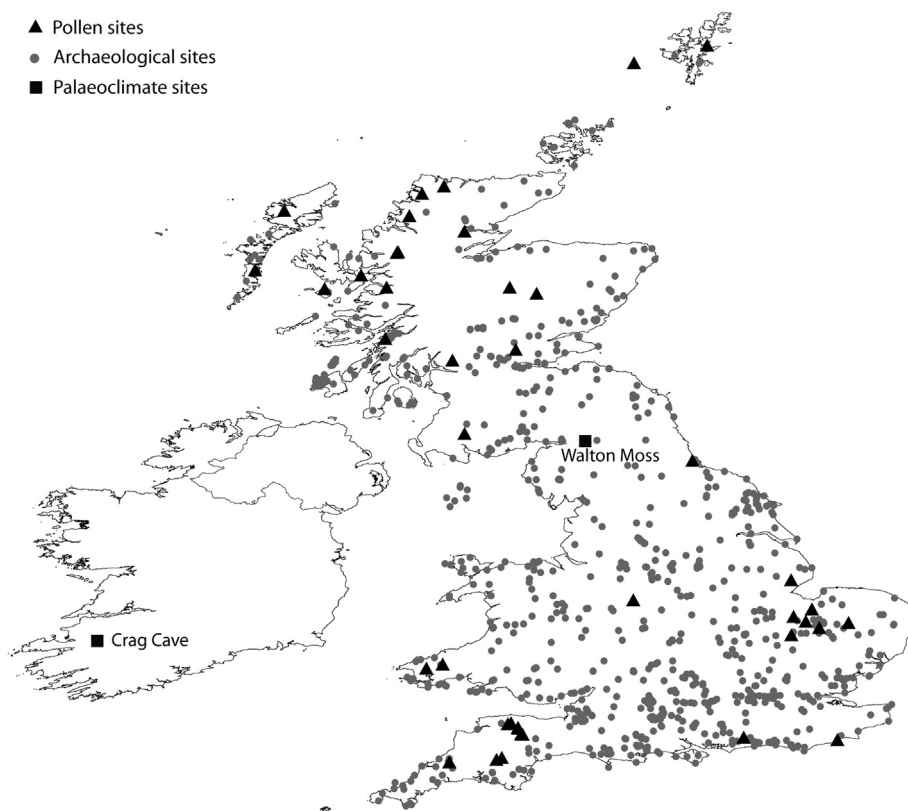 Pollen sites
Archaeological sites
Palaeoclimate sites
Walton Moss
Crag Cave